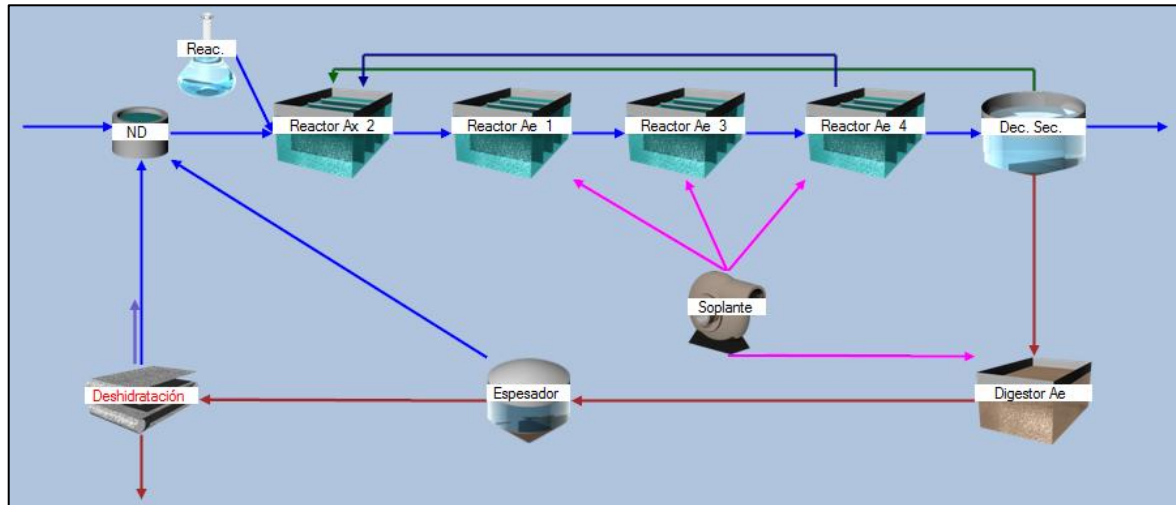 Reac.
ND
Reactor Ax 2
Reactor Ae 1
Reactor Ae 3
Reactor Ae 4
Dec. Sec.
Soplante
Deshidratación
Espesador
Digestor Ae